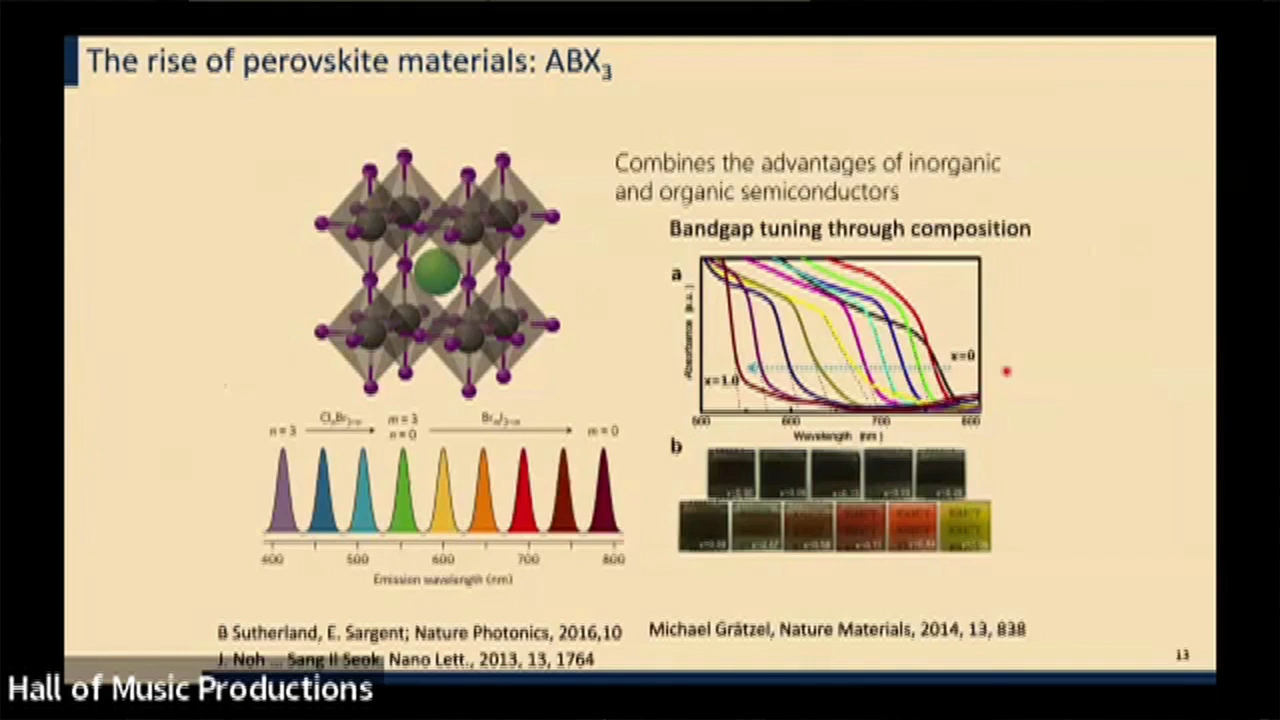 The rise of perovskite materials: ABX3
Combines the advantages of inorganic
and organic semiconductors
Bandgap tuning through composition
a
Absorbance (a.u.)
x=0
x=1.0
600
700
800
Wavelength (nm)
b
n=3
m=3
n=0
m=0
400
500
600
700
800
Emission wavelength (nm)
B Sutherland, E. Sargent; Nature Photonics, 2016,10
J. Noh ... Sang Il Seok, Nano Lett., 2013, 13, 1764
Michael Grätzel, Nature Materials, 2014, 13, 838
13
Hall of Music Productions